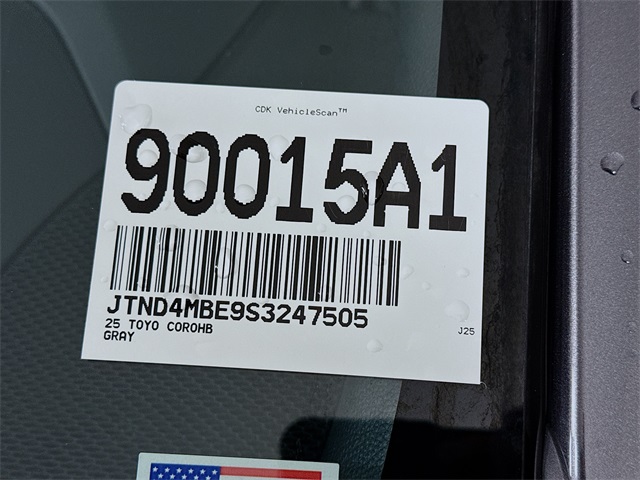 CDK VehicleScan™
90015A1
JTND4MBE9S3247505
25 TOYO COROHB
GRAY
J25